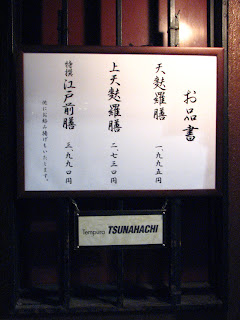 お品書
天麩羅膳 一、九九五円
上天麩羅膳 二、七三〇円
特撰江戸前膳 三、九九〇円
Tempura TSUNAHACHI